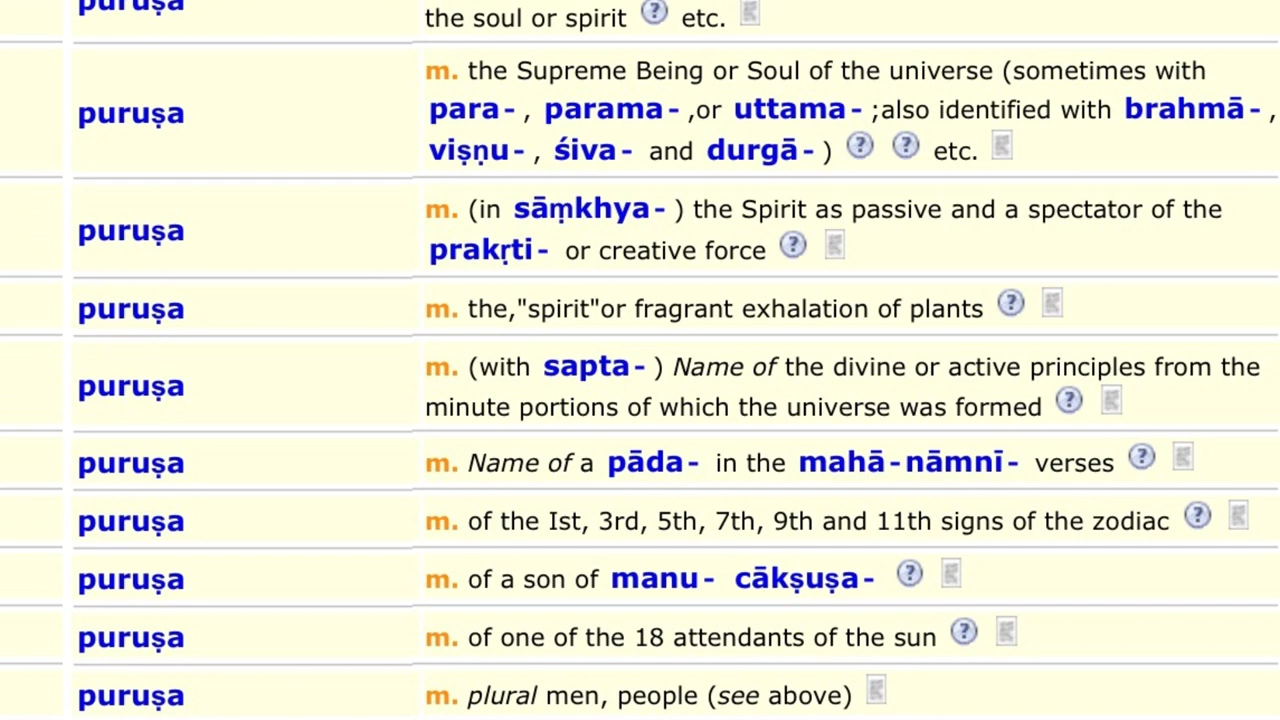 puruṣa
the soul or spirit ? etc.
m. the Supreme Being or Soul of the universe (sometimes with
puruṣa
para- , parama- ,or uttama- ;also identified with brahmā- ,
viṣṇu- , śiva- and durgā- ) ? ? etc.
m. (in sāṃkhya- ) the Spirit as passive and a spectator of the
puruṣa
prakṛti- or creative force ?
puruṣa m. the,"spirit"or fragrant exhalation of plants ?
m. (with sapta- ) Name of the divine or active principles from the
puruṣa
minute portions of which the universe was formed ?
puruṣa m. Name of a pāda- in the mahā-nāmnī- verses ?
puruṣa m. of the Ist, 3rd, 5th, 7th, 9th and 11th signs of the zodiac ?
puruṣa m. of a son of manu- cākṣuṣa- ?
puruṣa m. of one of the 18 attendants of the sun ?
puruṣa m. plural men, people (see above)